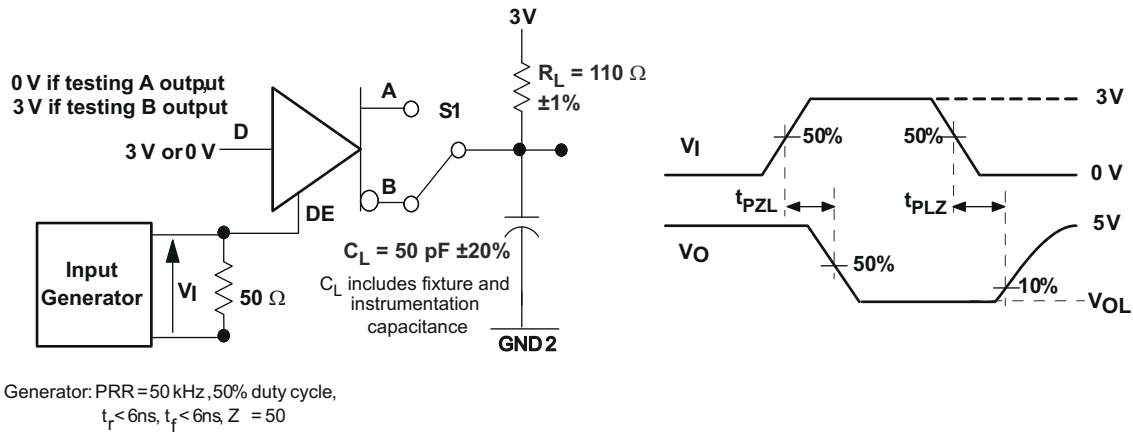 3V
0 V if testing A output,
3 V if testing B output
D
3 V or 0 V
A
S1
R_L = 110 Ω
±1%
B
DE
Input
Generator
V_I
50 Ω
C_L = 50 pF ±20%
C_L includes fixture and
instrumentation
capacitance
GND 2
Generator: PRR = 50 kHz, 50% duty cycle,
t_r < 6ns, t_f < 6ns, Z = 50
3V
V_I
50%
50%
0 V
t_PZL
t_PLZ
5V
V_O
50%
10%
V_OL